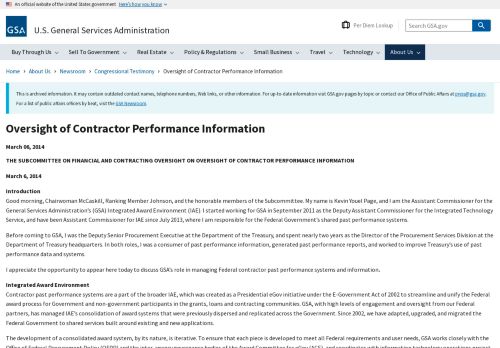 An official website of the United States government Here's how you know
GSA
U.S. General Services Administration
Per Diem Lookup
Search GSA.gov
Buy Through Us
Sell To Government
Real Estate
Policy & Regulations
Small Business
Travel
Technology
About Us
Home › About Us › Newsroom › Congressional Testimony › Oversight of Contractor Performance Information
This is archived information. It may contain outdated contact names, telephone numbers, Web links, or other information. For up-to-date information visit GSA.gov pages by topic or contact our Office of Public Affairs at press@gsa.gov.
For a list of public affairs officers by beat, visit the GSA Newsroom.
Oversight of Contractor Performance Information
March 06, 2014
THE SUBCOMMITTEE ON FINANCIAL AND CONTRACTING OVERSIGHT ON OVERSIGHT OF CONTRACTOR PERFORMANCE INFORMATION
March 6, 2014
Introduction
Good morning, Chairwoman McCaskill, Ranking Member Johnson, and the honorable members of the Subcommittee. My name is Kevin Youel Page, and I am the Assistant Commissioner for the
General Services Administration's (GSA) Integrated Award Environment (IAE). I started working for GSA in September 2011 as the Deputy Assistant Commissioner for the Integrated Technology
Service, and have been Assistant Commissioner for IAE since July 2013, where I am responsible for the Federal Government's shared past performance systems.
Before coming to GSA, I was the Deputy Senior Procurement Executive at the Department of the Treasury, and spent nearly two years as the Director of the Procurement Services Division at the
Department of Treasury headquarters. In both roles, I was a consumer of past performance information, generated past performance reports, and worked to improve Treasury's use of past
performance data and systems.
I appreciate the opportunity to appear here today to discuss GSA's role in managing Federal contractor past performance systems and information.
Integrated Award Environment
Contractor past performance systems are a part of the broader IAE, which was created as a Presidential eGov initiative under the E-Government Act of 2002 to streamline and unify the Federal
award process for Government and non-government participants in the grants, loans and contracting communities. GSA, with high levels of engagement and oversight from our Federal
partners, has managed IAE's consolidation of award systems that were previously dispersed and replicated across the Government. Since 2002, we have adapted, upgraded, and migrated the
Federal Government to shared services built around existing and new applications.
The development of a consolidated award system, by its nature, is iterative. To ensure that each piece is developed to meet all Federal requirements and user needs, GSA works closely with the